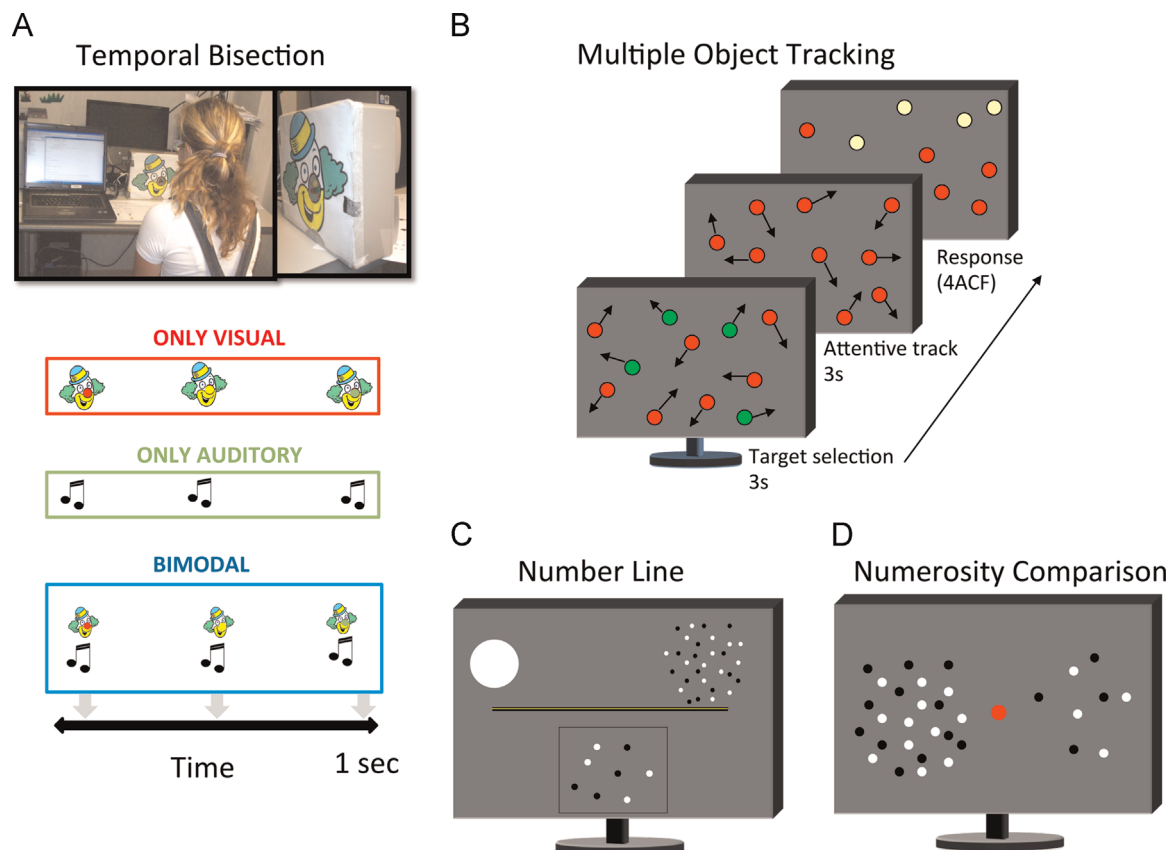 A
Temporal Bisection
ONLY VISUAL
ONLY AUDITORY
BIMODAL
Time
1 sec
B
Multiple Object Tracking
Response
(4ACF)
Attentive track
3s
Target selection
3s
C
Number Line
D
Numerosity Comparison